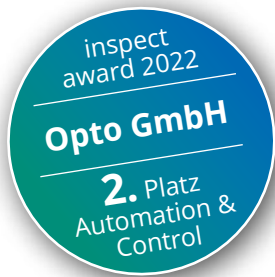 inspect
award 2022
Opto GmbH
2. Platz
Automation &
Control